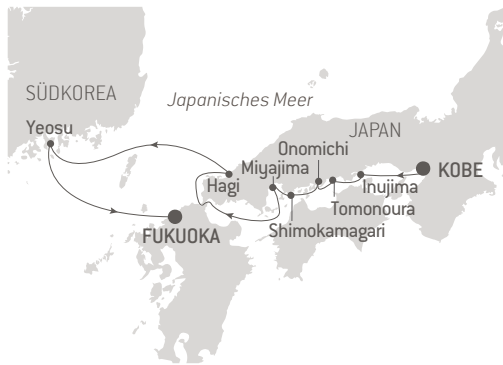 SÜDKOREA
Japanisches Meer
Yeosu
JAPAN
Onomichi
Miyajima
KOBE
Hagi
Inujima
Tomonoura
Shimokamagari
FUKUOKA